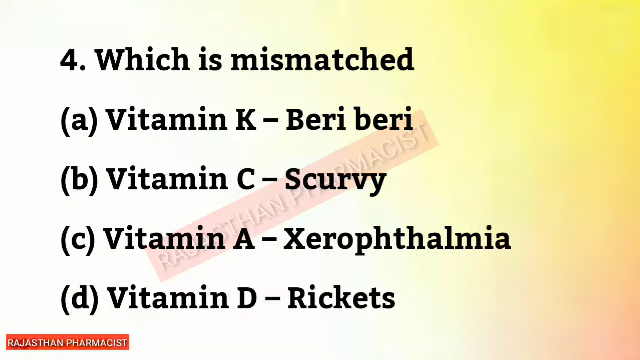 4. Which is mismatched
(a) Vitamin K – Beri beri
(b) Vitamin C – Scurvy
(c) Vitamin A – Xerophthalmia
(d) Vitamin D – Rickets
RAJASTHAN PHARMACIST
RAJASTHAN PHARMACIST